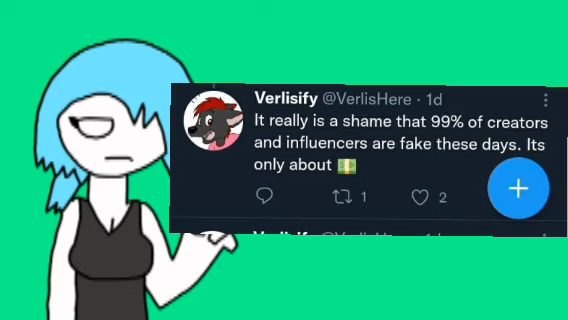 Verlisify @VerlisHere · 1d
It really is a shame that 99% of creators
and influencers are fake these days. Its
only about 💵
1
2